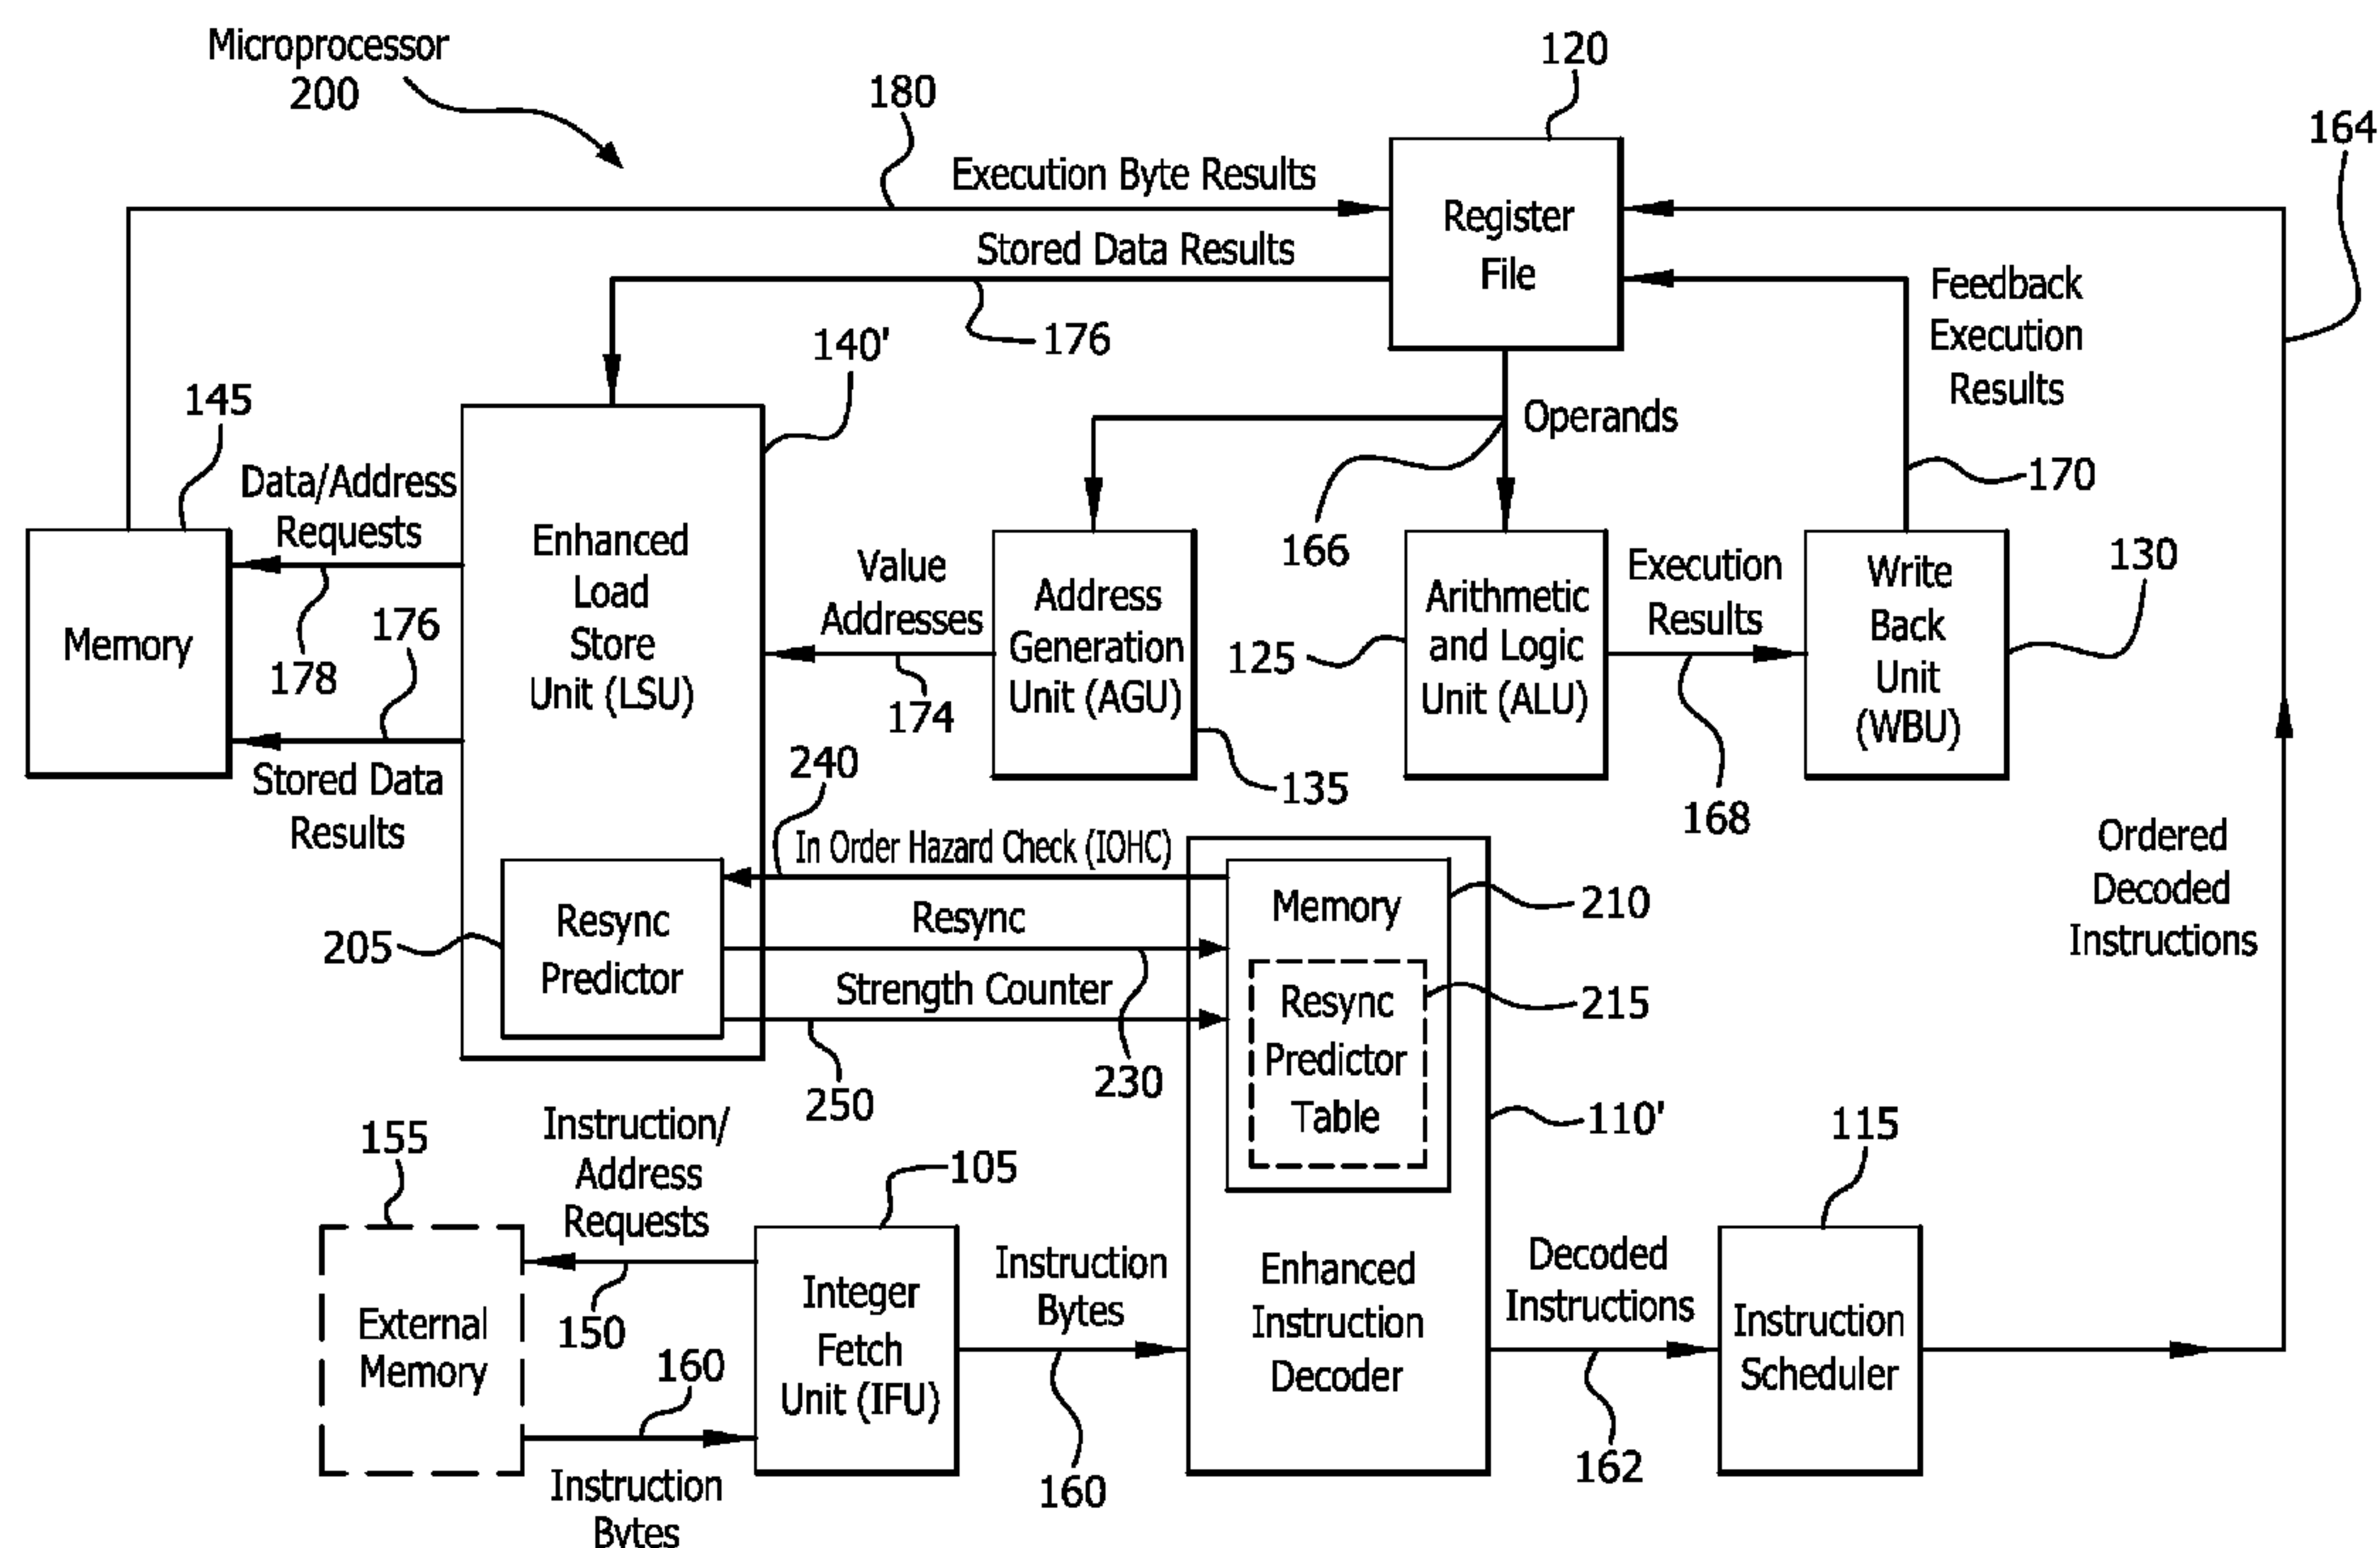 Microprocessor
200
180
120
164
Execution Byte Results
Register
File
Stored Data Results
176
Feedback
Execution
Results
140'
145
Operands
Data/Address
Requests
170
166
178
176
Memory
Stored Data
Results
Enhanced
Load
Store
Unit (LSU)
Value
Addresses
174
Address
Generation
Unit (AGU)
135
125
Arithmetic
and Logic
Unit (ALU)
Execution
Results
168
Write
Back
Unit
(WBU)
130
240
In Order Hazard Check (IOHC)
Resync
Strength Counter
205
Resync
Predictor
250
230
Memory
210
Resync
Predictor
Table
215
110'
Ordered
Decoded
Instructions
155
Instruction/
Address
Requests
105
115
External
Memory
150
160
Instruction
Bytes
Integer
Fetch
Unit (IFU)
Instruction
Bytes
160
Enhanced
Instruction
Decoder
Decoded
Instructions
162
Instruction
Scheduler